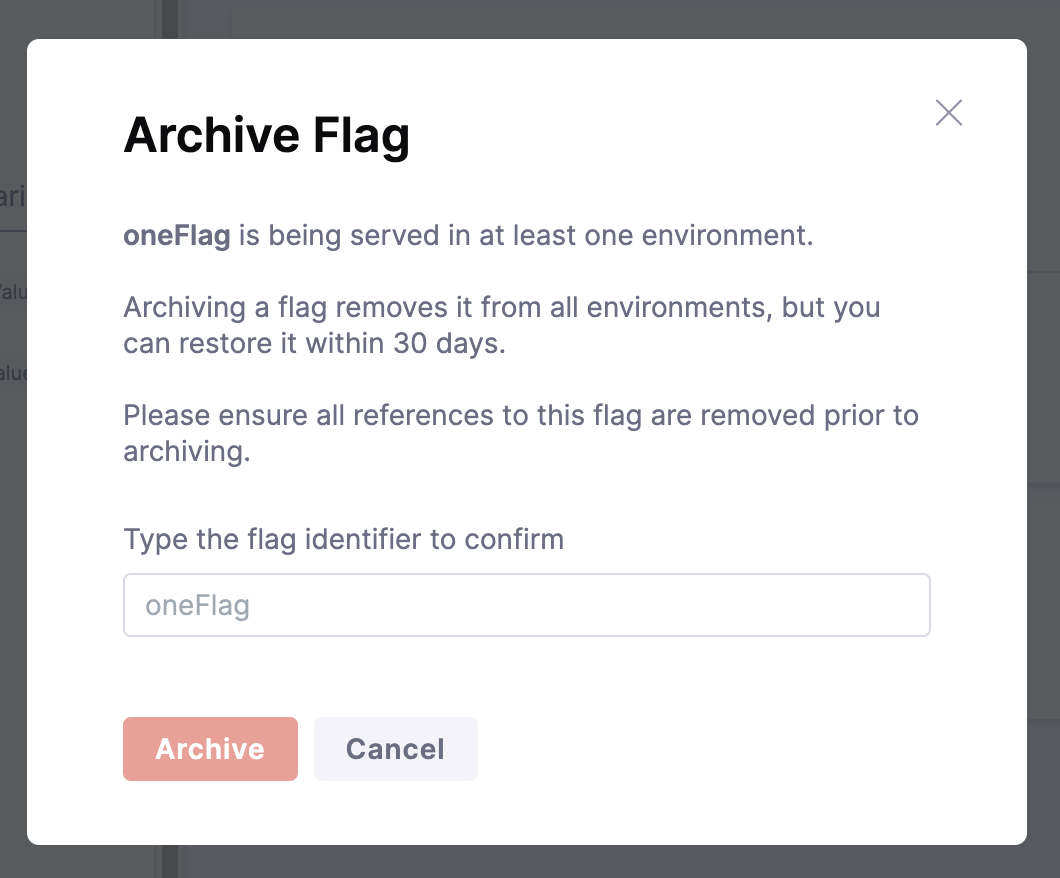 Archive Flag
oneFlag is being served in at least one environment.
Archiving a flag removes it from all environments, but you
can restore it within 30 days.
Please ensure all references to this flag are removed prior to
archiving.
Type the flag identifier to confirm
oneFlag
Archive
Cancel